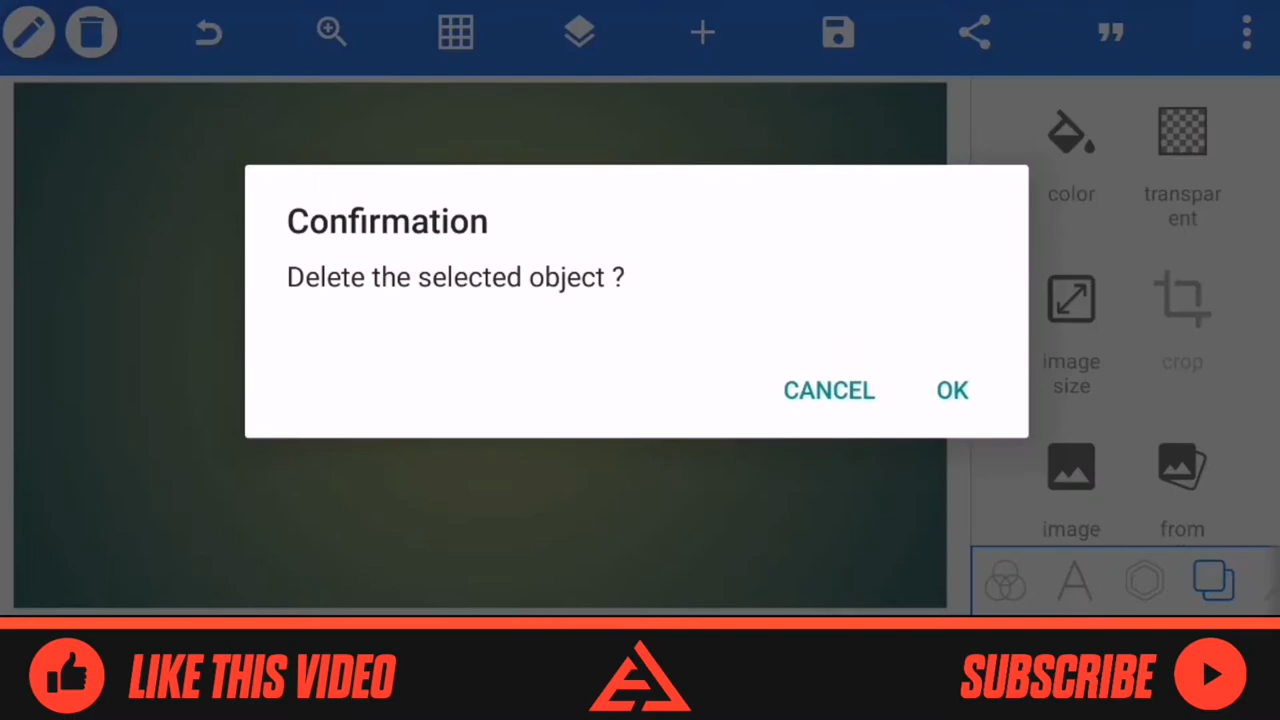 color
transpar
ent
Confirmation
Delete the selected object ?
CANCEL OK
image
size
crop
image
from
LIKE THIS VIDEO
SUBSCRIBE